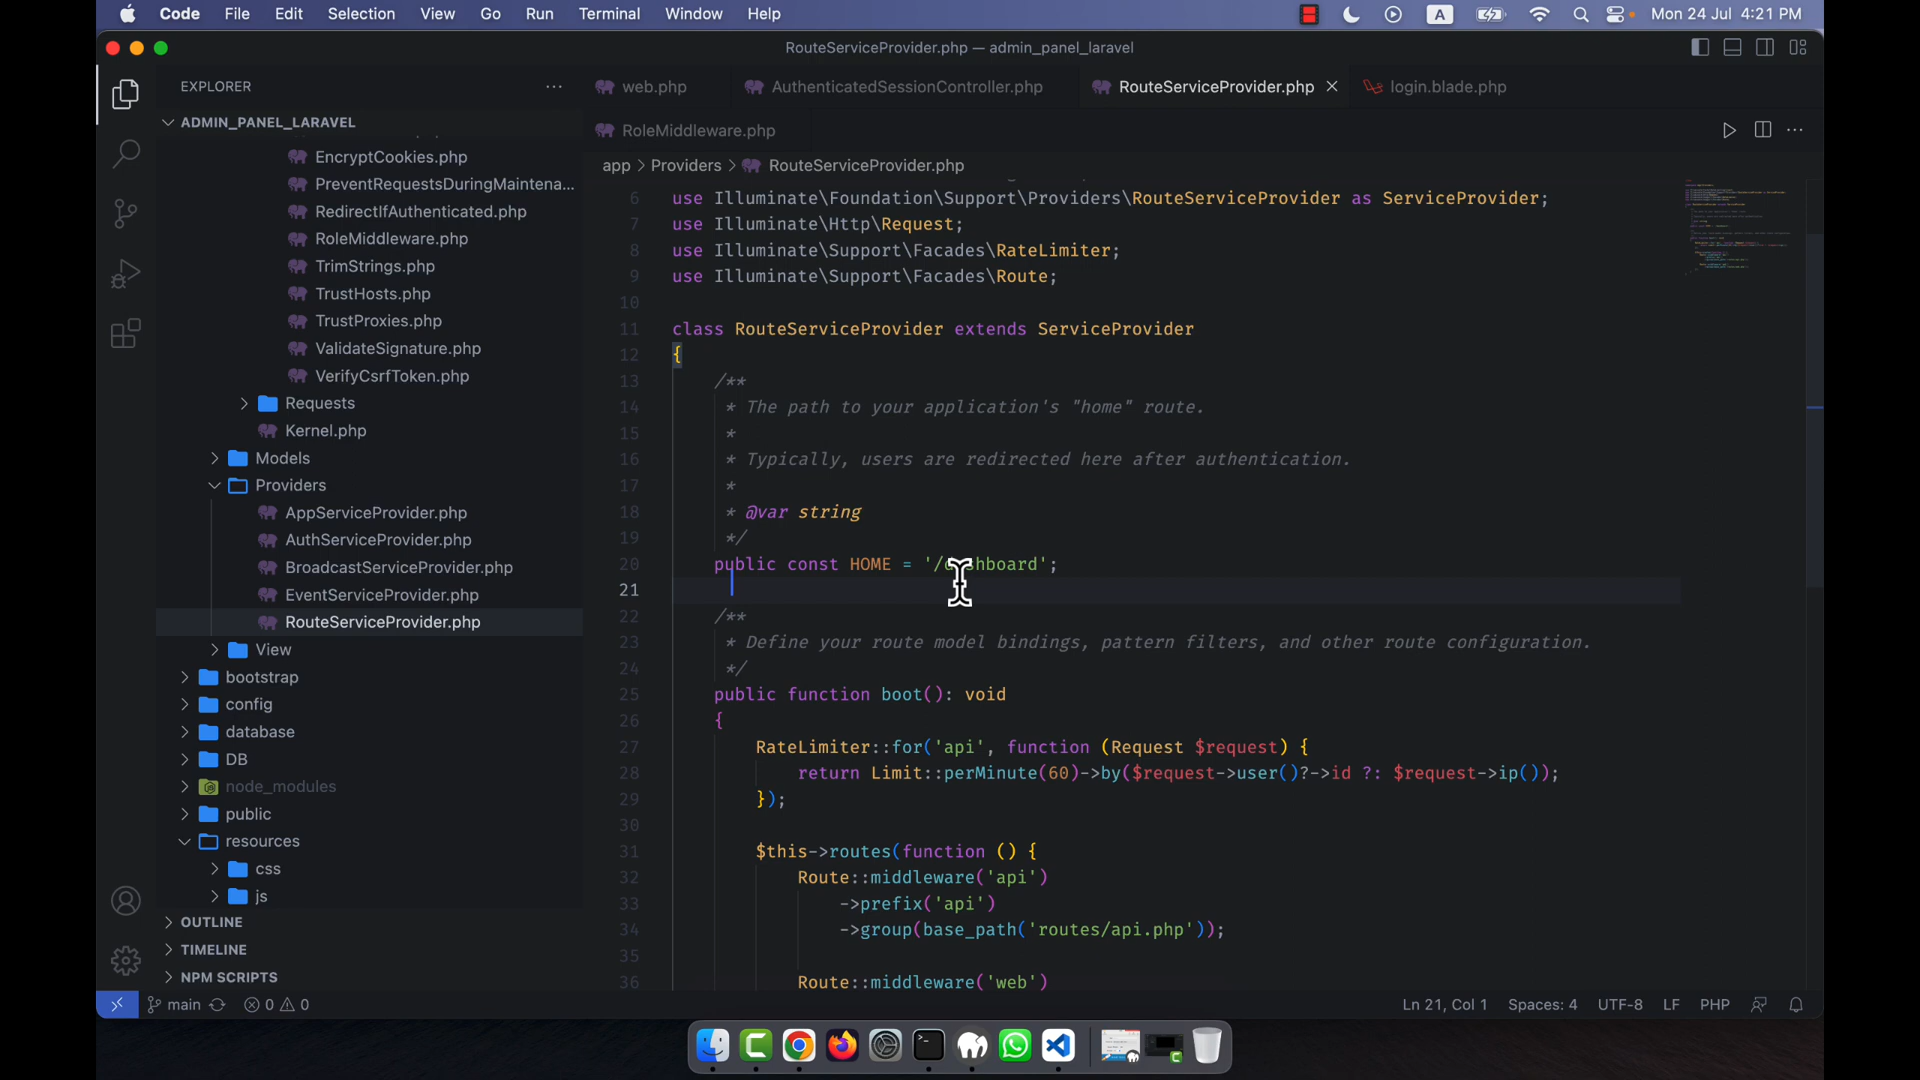 Code File Edit Selection View Go Run Terminal Window Help A Mon 24 Jul 4:21 PM
RouteServiceProvider.php — admin_panel_laravel
EXPLORER ···
web.php AuthenticatedSessionController.php RouteServiceProvider.php login.blade.php
ADMIN_PANEL_LARAVEL
RoleMiddleware.php
app > Providers > RouteServiceProvider.php
EncryptCookies.php
PreventRequestsDuringMaintena...
RedirectIfAuthenticated.php
RoleMiddleware.php
TrimStrings.php
TrustHosts.php
TrustProxies.php
ValidateSignature.php
VerifyCsrfToken.php
Requests
Kernel.php
Models
Providers
AppServiceProvider.php
AuthServiceProvider.php
BroadcastServiceProvider.php
EventServiceProvider.php
RouteServiceProvider.php
View
bootstrap
config
database
DB
node_modules
public
resources
css
js
OUTLINE
TIMELINE
NPM SCRIPTS
6 use Illuminate\Foundation\Support\Providers\RouteServiceProvider as ServiceProvider;
7 use Illuminate\Http\Request;
8 use Illuminate\Support\Facades\RateLimiter;
9 use Illuminate\Support\Facades\Route;
10
11 class RouteServiceProvider extends ServiceProvider
12 {
13 /**
14 * The path to your application's "home" route.
15 *
16 * Typically, users are redirected here after authentication.
17 *
18 * @var string
19 */
20 public const HOME = '/dashboard';
21
22 /**
23 * Define your route model bindings, pattern filters, and other route configuration.
24 */
25 public function boot(): void
26 {
27 RateLimiter::for('api', function (Request $request) {
28 return Limit::perMinute(60)->by($request->user()?->id ?: $request->ip());
29 });
30
31 $this->routes(function () {
32 Route::middleware('api')
33 ->prefix('api')
34 ->group(base_path('routes/api.php'));
35
36 Route::middleware('web')
main 0 0 Ln 21, Col 1 Spaces: 4 UTF-8 LF PHP